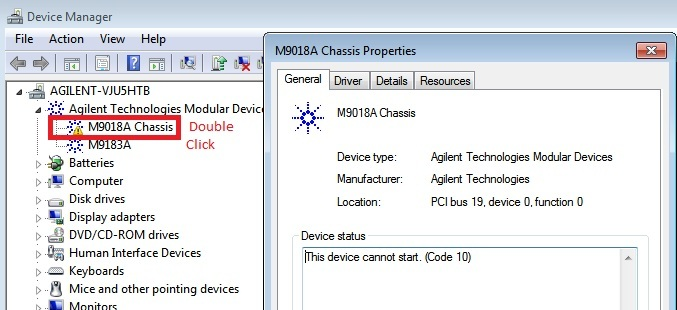 Device Manager
File Action View Help
AGILENT-VJU5HTB
Agilent Technologies Modular Device
M9018A Chassis
Double
M9183A
Click
Batteries
Computer
Disk drives
Display adapters
DVD/CD-ROM drives
Human Interface Devices
Keyboards
Mice and other pointing devices
Monitors
M9018A Chassis Properties
General Driver Details Resources
M9018A Chassis
Device type: Agilent Technologies Modular Devices
Manufacturer: Agilent Technologies
Location: PCI bus 19, device 0, function 0
Device status
This device cannot start. (Code 10)